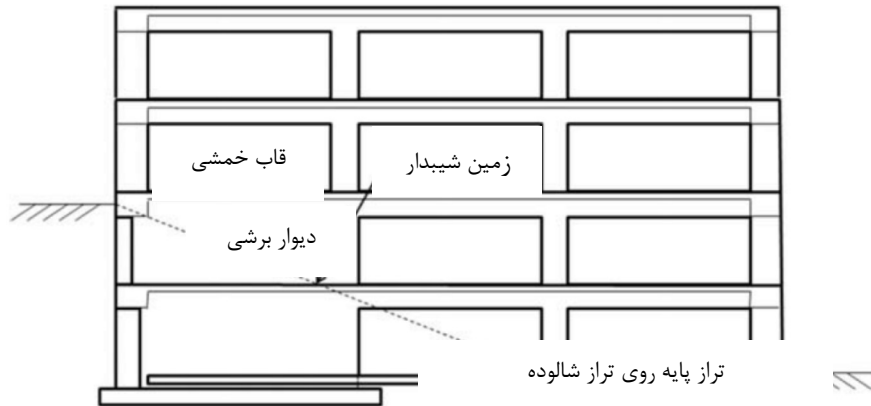 قاب خمشی
زمین شیبدار
دیوار برشی
تراز پایه روی تراز شالوده